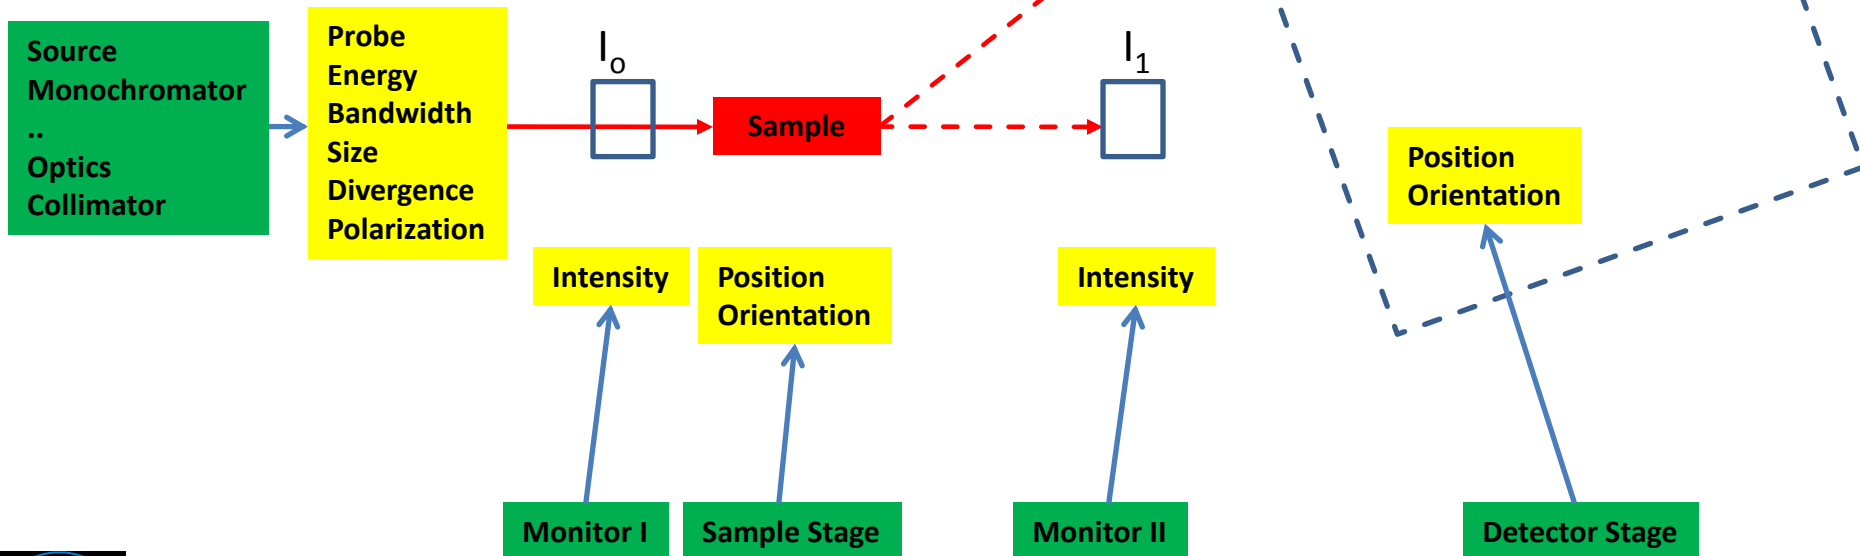 Source
Monochromator
..
Optics
Collimator
Probe
Energy
Bandwidth
Size
Divergence
Polarization
Io
Sample
I1
Position
Orientation
Intensity
Position
Orientation
Intensity
Monitor I
Sample Stage
Monitor II
Detector Stage